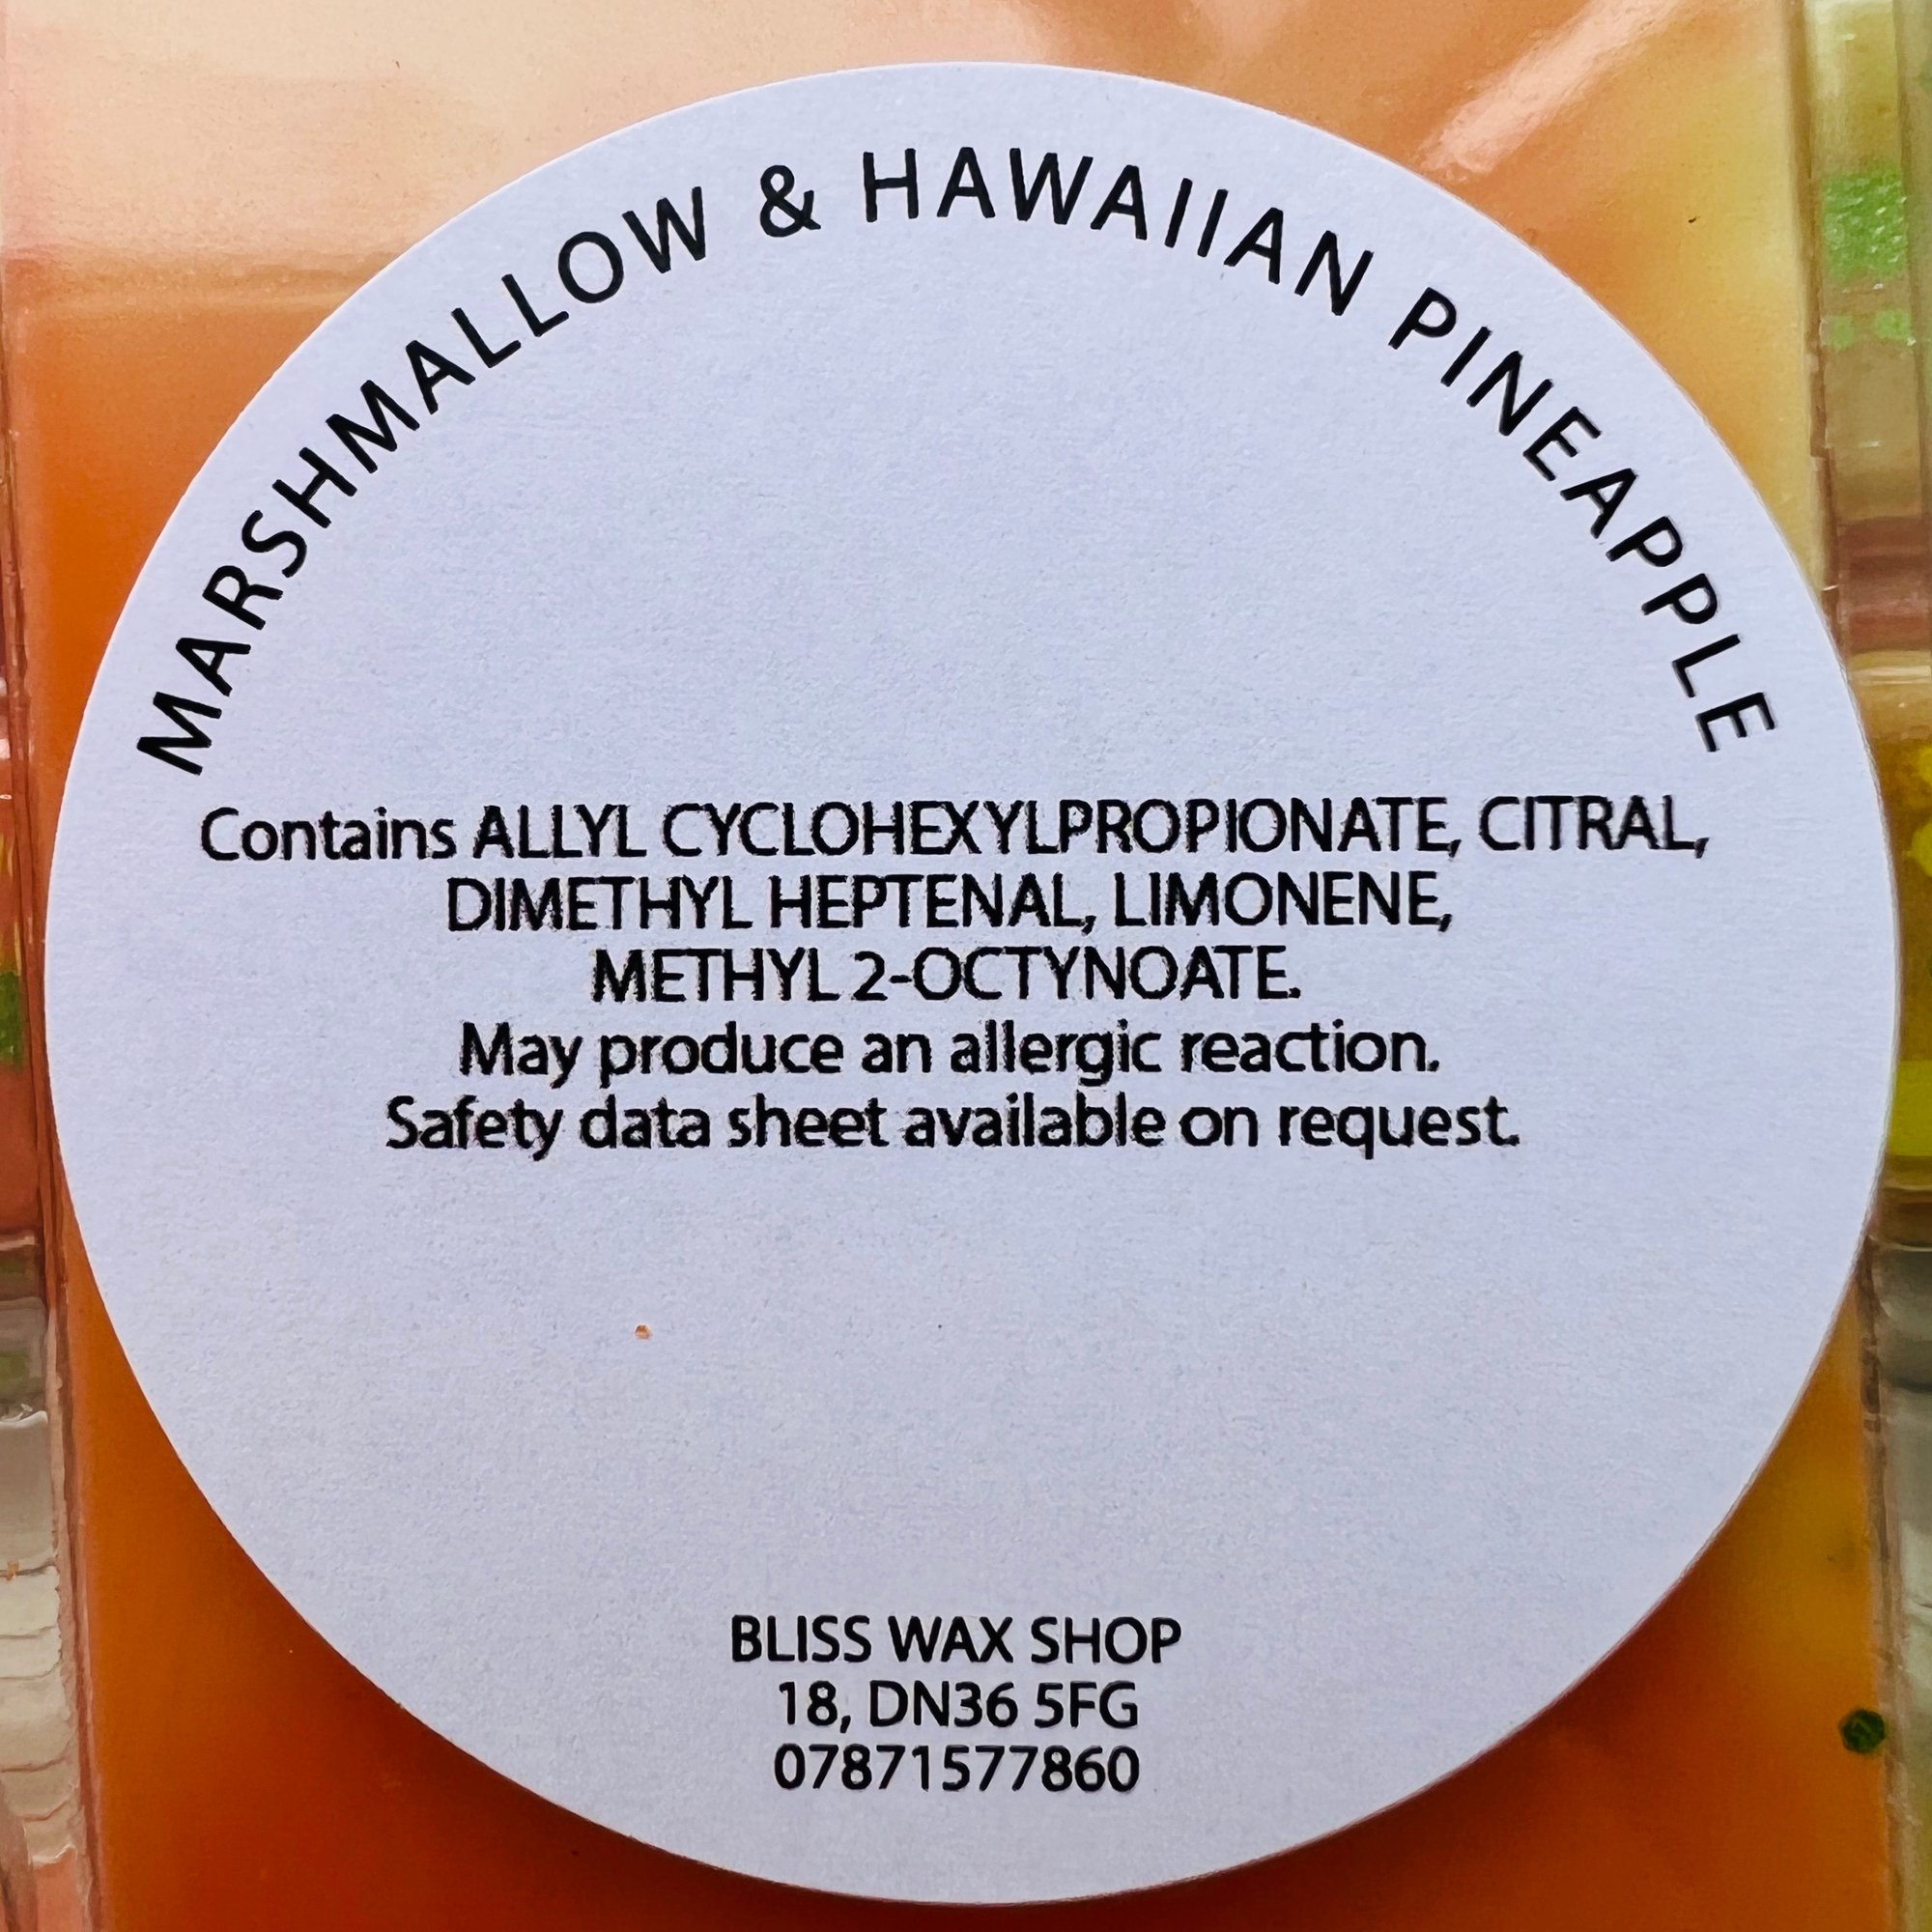 MARSHMALLOW & HAWAIIAN PINEAPPLE
Contains ALLYL CYCLOHEXYLPROPIONATE, CITRAL,
DIMETHYL HEPTENAL, LIMONENE,
METHYL 2-OCTYNOATE.
May produce an allergic reaction.
Safety data sheet available on request.
BLISS WAX SHOP
18, DN36 5FG
07871577860